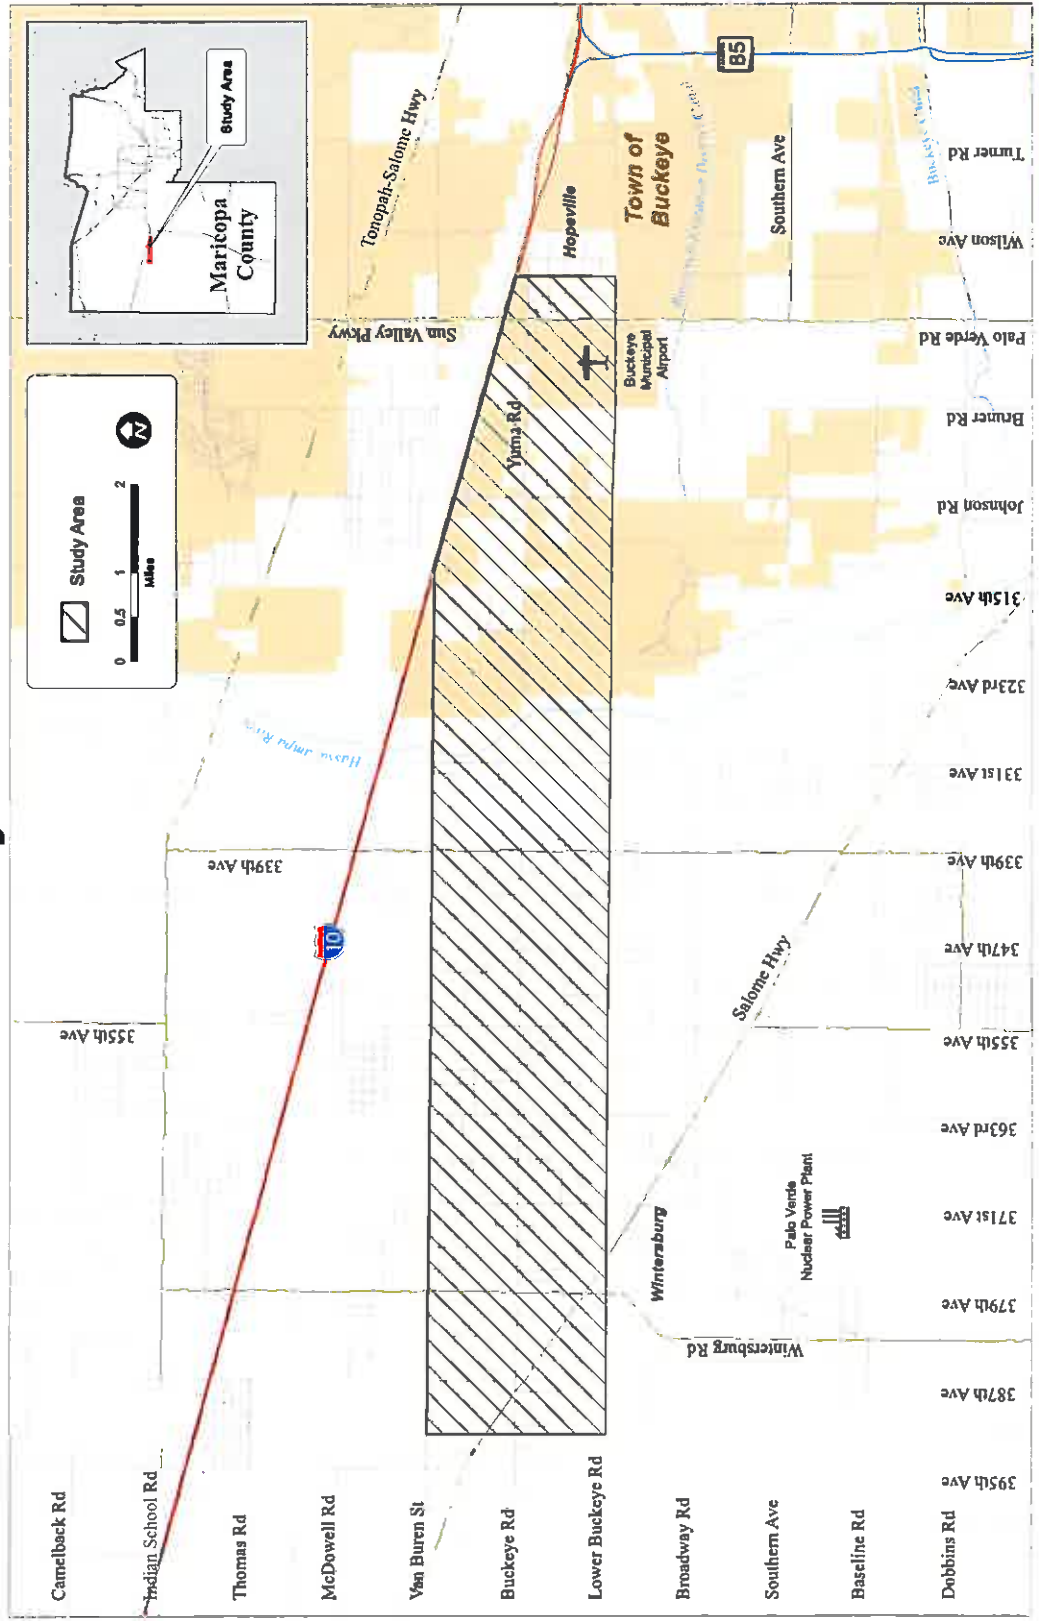 Study Area
Maricopa
County
Study Area
0 0.5 1 2
Miles
N
Camelback Rd
Indian School Rd
Thomas Rd
McDowell Rd
Van Buren St
Buckeye Rd
Lower Buckeye Rd
Broadway Rd
Southern Ave
Baseline Rd
Dobbins Rd
355th Ave
339th Ave
10
Sun Valley Pkwy
Tonopah-Salome Hwy
Yuma Rd
Hopeville
Town of
Buckeye
Buckeye
Municipal
Airport
Southern Ave
85
Wintersburg
Wintersburg Rd
Palo Verde
Nuclear Power Plant
Salome Hwy
395th Ave
387th Ave
379th Ave
371st Ave
363rd Ave
355th Ave
347th Ave
339th Ave
331st Ave
323rd Ave
315th Ave
Johnson Rd
Bruner Rd
Palo Verde Rd
Wilson Ave
Turner Rd